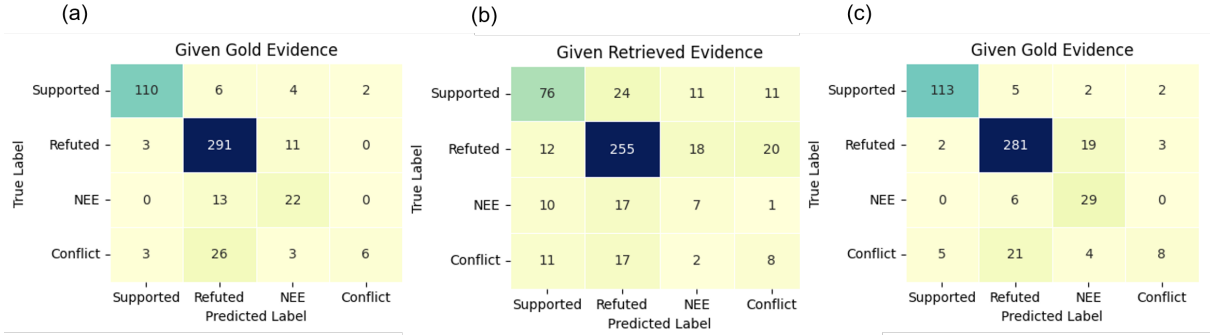 (a)
Given Gold Evidence
True Label
Supported 110 6 4 2
Refuted 3 291 11 0
NEE 0 13 22 0
Conflict 3 26 3 6
Supported Refuted NEE Conflict
Predicted Label
(b)
Given Retrieved Evidence
True Label
Supported 76 24 11 11
Refuted 12 255 18 20
NEE 10 17 7 1
Conflict 11 17 2 8
Supported Refuted NEE Conflict
Predicted Label
(c)
Given Gold Evidence
True Label
Supported 113 5 2 2
Refuted 2 281 19 3
NEE 0 6 29 0
Conflict 5 21 4 8
Supported Refuted NEE Conflict
Predicted Label